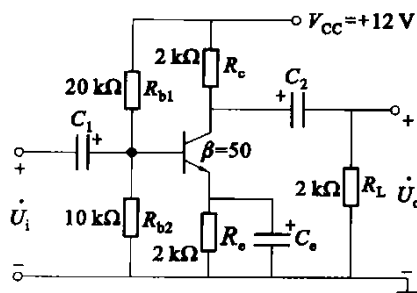 V_CC=+12 V
2 kΩ R_c
C_2
20 kΩ R_b1
C_1 +
+
+
β=50
+
U̇_i
10 kΩ R_b2
2 kΩ R_e
+ C_e
2 kΩ R_L
U̇_o
−
−